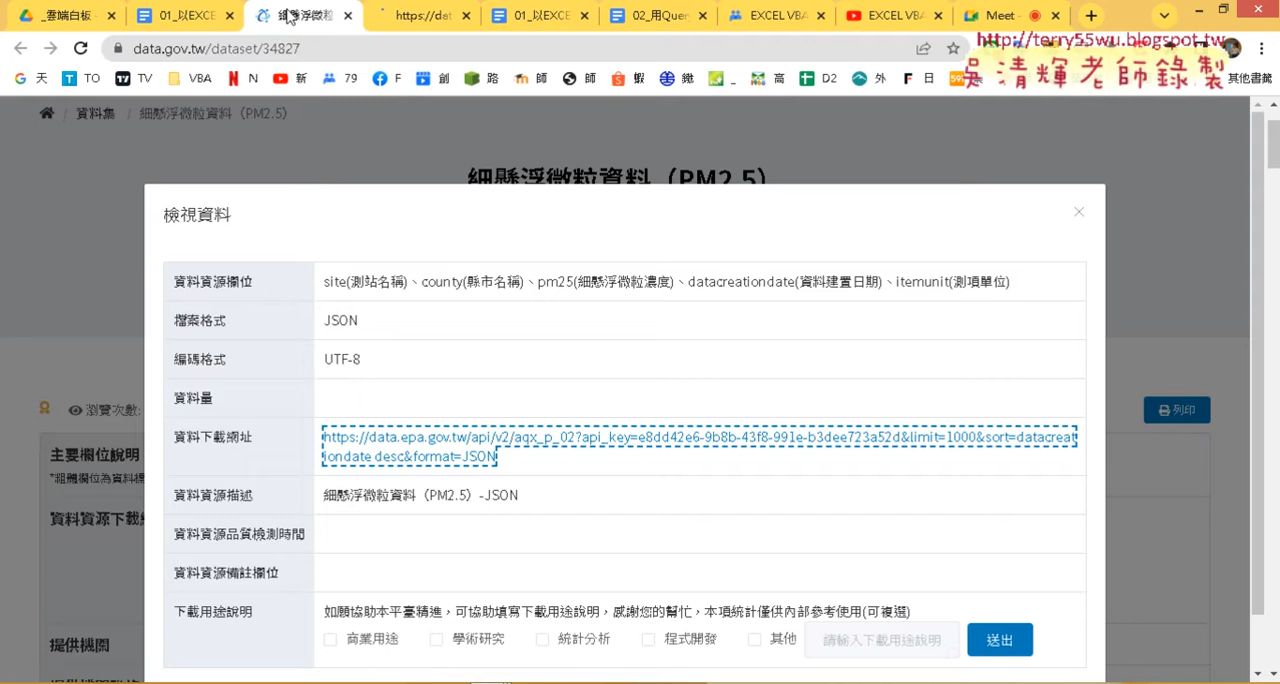 _雲端白板 -
01_以EXCE
細懸浮微粒
https://dat
01_以EXCE
02_用Quer
EXCEL VBA
EXCEL VBA
Meet -
data.gov.tw/dataset/34827
http://terry55wu.blogspot.tw
吳清輝老師錄製
天 TO TV VBA N 新 79 F 創 路 師 師 蝦 高 D2 外 日 其他書籤
資料集 / 細懸浮微粒資料（PM2.5）
細懸浮微粒資料（PM2.5）
檢視資料
資料資源欄位 site(測站名稱)、county(縣市名稱)、pm25(細懸浮微粒濃度)、datacreationdate(資料建置日期)、itemunit(測項單位)
檔案格式 JSON
編碼格式 UTF-8
資料量
瀏覽次數:
列印
資料下載網址 https://data.epa.gov.tw/api/v2/aqx_p_02?api_key=e8dd42e6-9b8b-43f8-991e-b3dee723a52d&limit=1000&sort=datacreat
iondate desc&format=JSON
主要欄位說明
資料資源描述 細懸浮微粒資料（PM2.5）-JSON
資料資源下載
資料資源品質檢測時間
資料資源備註欄位
下載用途說明 如願協助本平臺精進，可協助填寫下載用途說明，感謝您的幫忙，本項統計僅供內部參考使用(可複選)
商業用途 學術研究 統計分析 程式開發 其他 請輸入下載用途說明 送出
提供機關